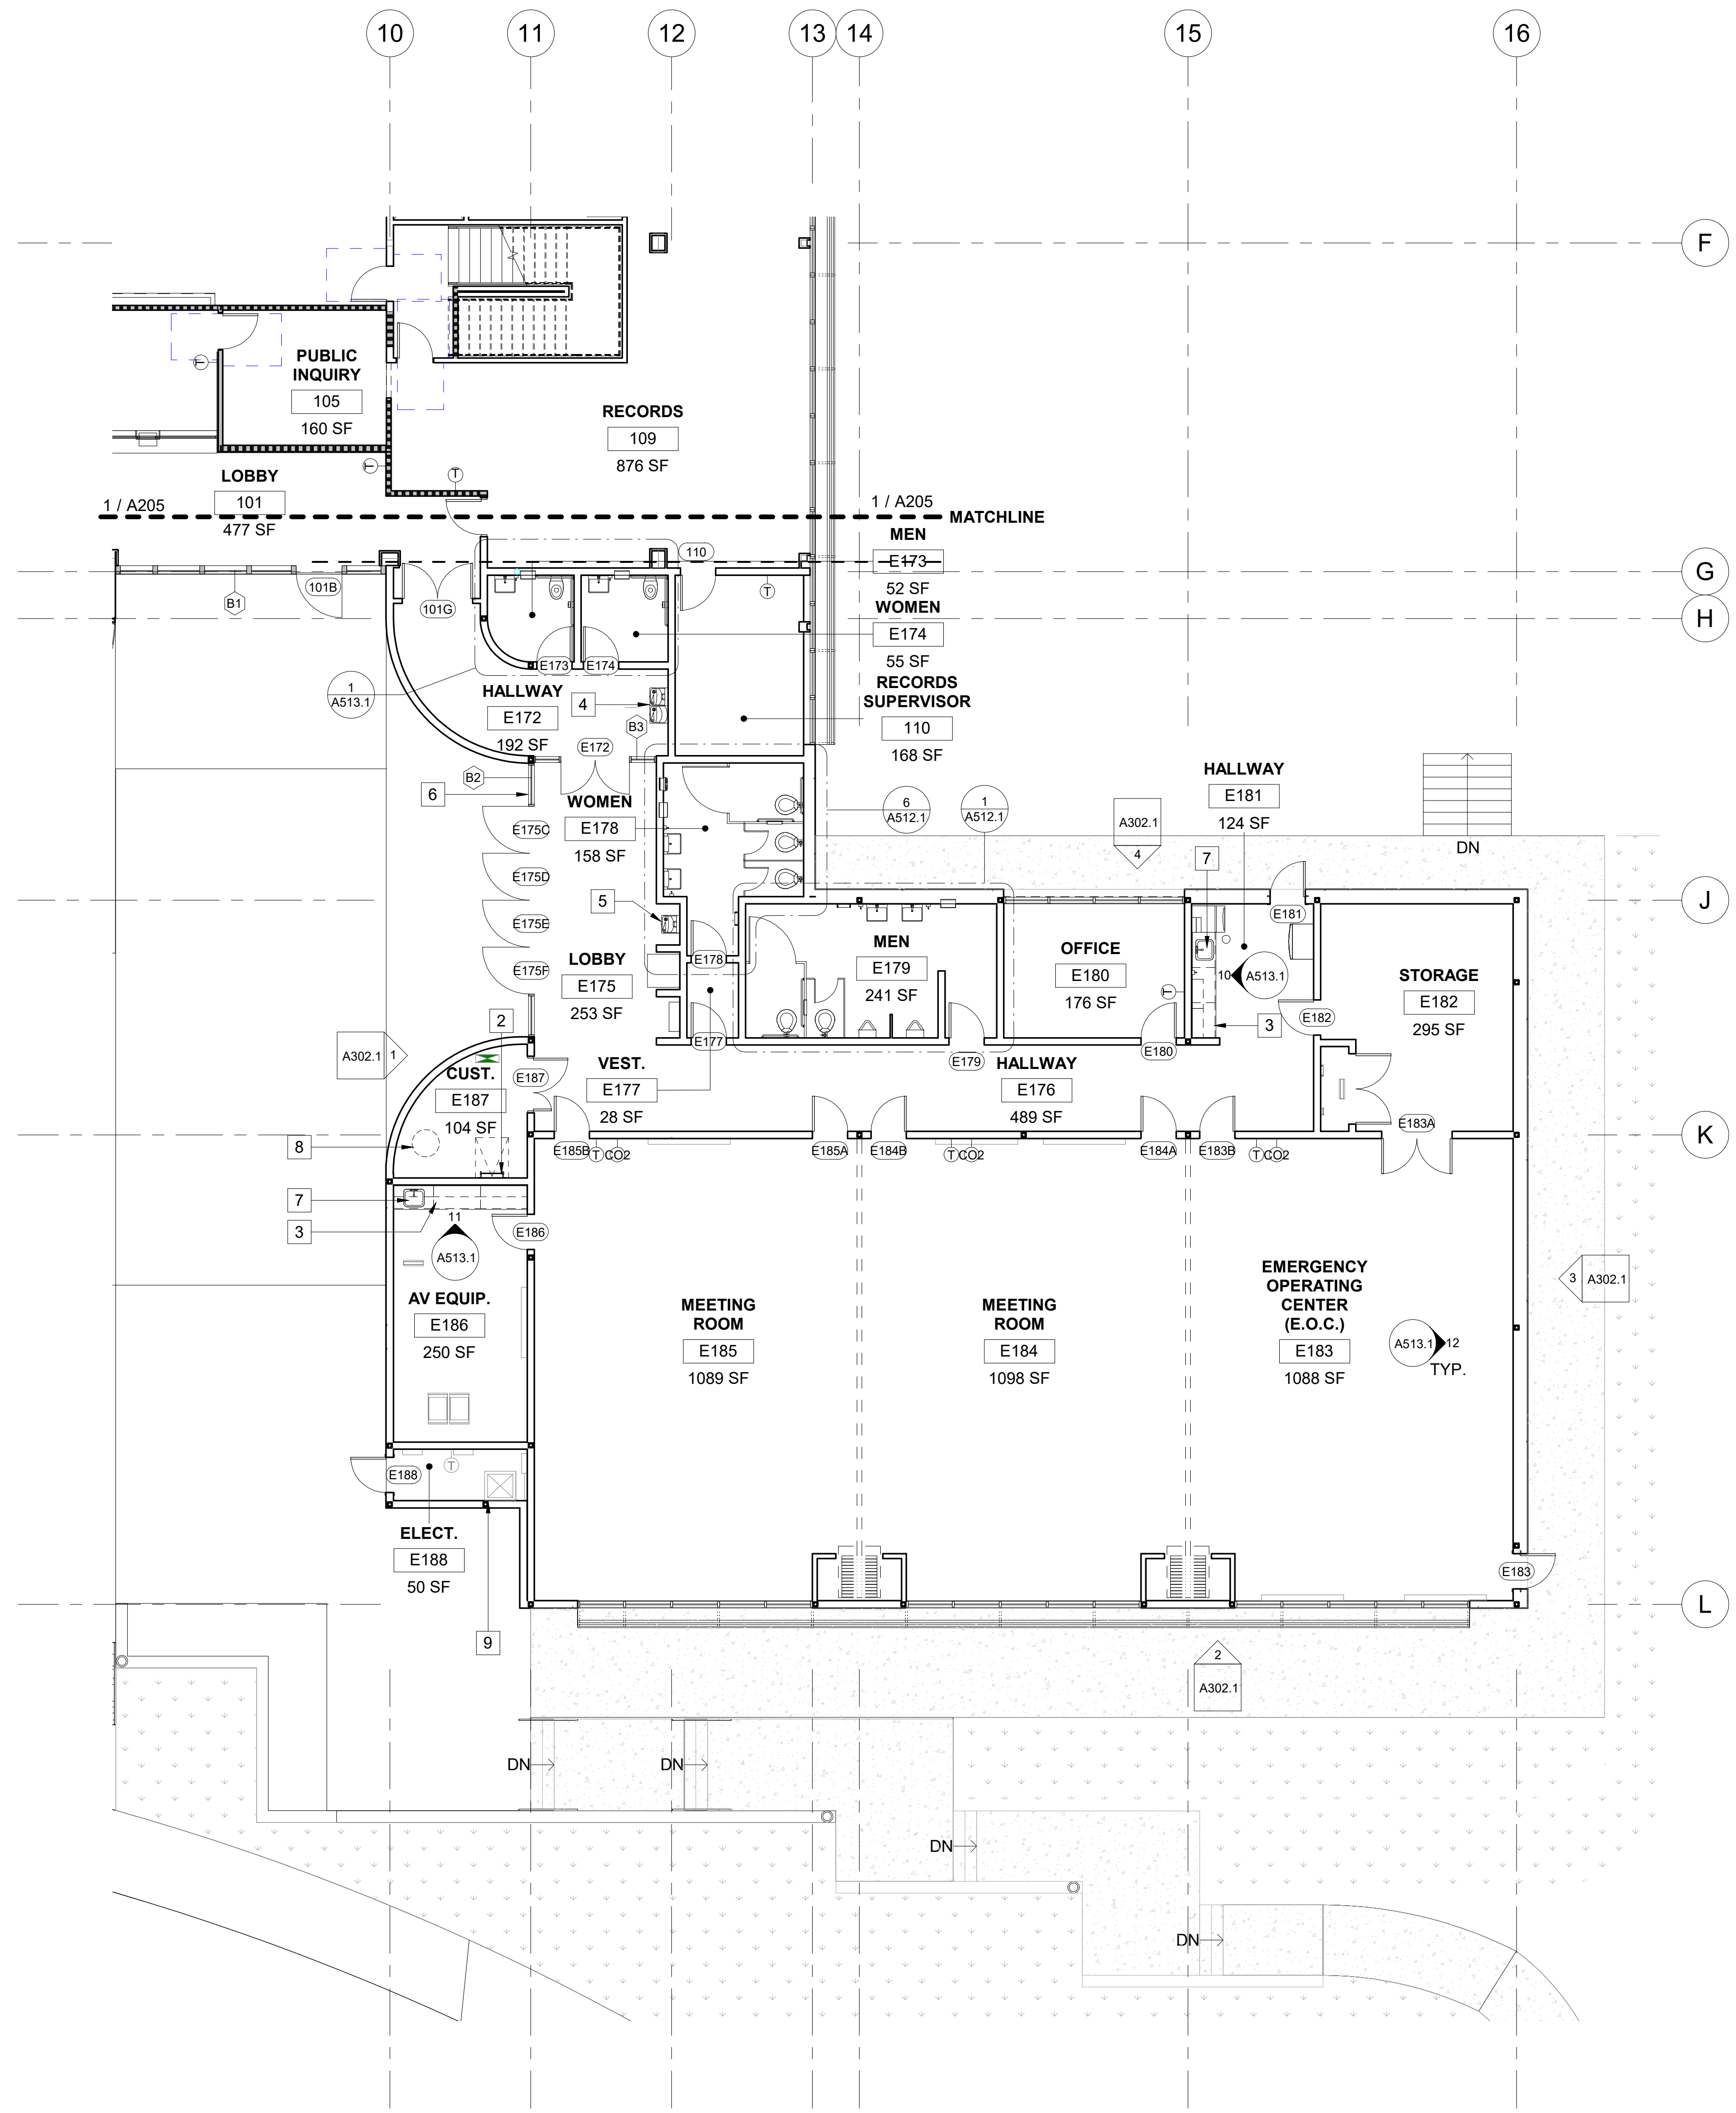 10
11
12
13
14
15
16
F
PUBLIC
INQUIRY
105
160 SF
T
RECORDS
109
876 SF
T
T
LOBBY
101
477 SF
1 / A205
1 / A205
MATCHLINE
MEN
E173
52 SF
WOMEN
E174
55 SF
RECORDS
SUPERVISOR
110
168 SF
G
H
101B
B1
101G
110
T
E173
E174
1
A513.1
HALLWAY
E172
192 SF
4
E172
B3
B2
6
WOMEN
E178
158 SF
E175C
E175D
E175E
E175F
5
6
A512.1
1
A512.1
A302.1
4
HALLWAY
E181
124 SF
7
DN
J
E181
LOBBY
E175
253 SF
E178
MEN
E179
241 SF
OFFICE
E180
176 SF
T
10
A513.1
STORAGE
E182
295 SF
E182
3
2
A302.1
1
CUST.
E187
104 SF
E187
VEST.
E177
28 SF
E177
E179
HALLWAY
E176
489 SF
E180
E183A
8
K
E185B
T
CO2
E185A
E184B
T
CO2
E184A
E183B
T
CO2
7
3
11
A513.1
E186
AV EQUIP.
E186
250 SF
MEETING
ROOM
E185
1089 SF
MEETING
ROOM
E184
1098 SF
EMERGENCY
OPERATING
CENTER
(E.O.C.)
E183
1088 SF
A513.1
12
TYP.
3
A302.1
E188
T
ELECT.
E188
50 SF
9
E183
L
2
A302.1
DN
DN
DN
DN